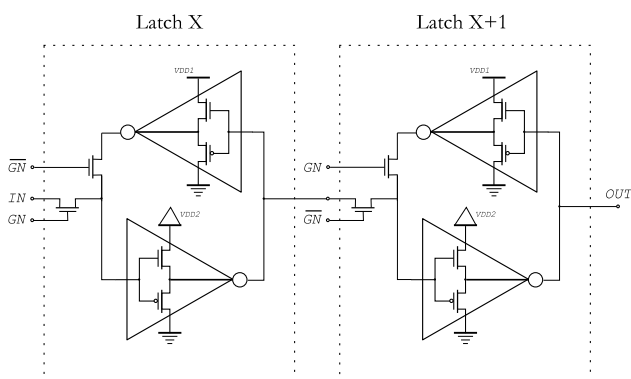 Latch X
Latch X+1
VDD1
VDD1
GN
GN
IN
GN
GN
OUT
VDD2
VDD2